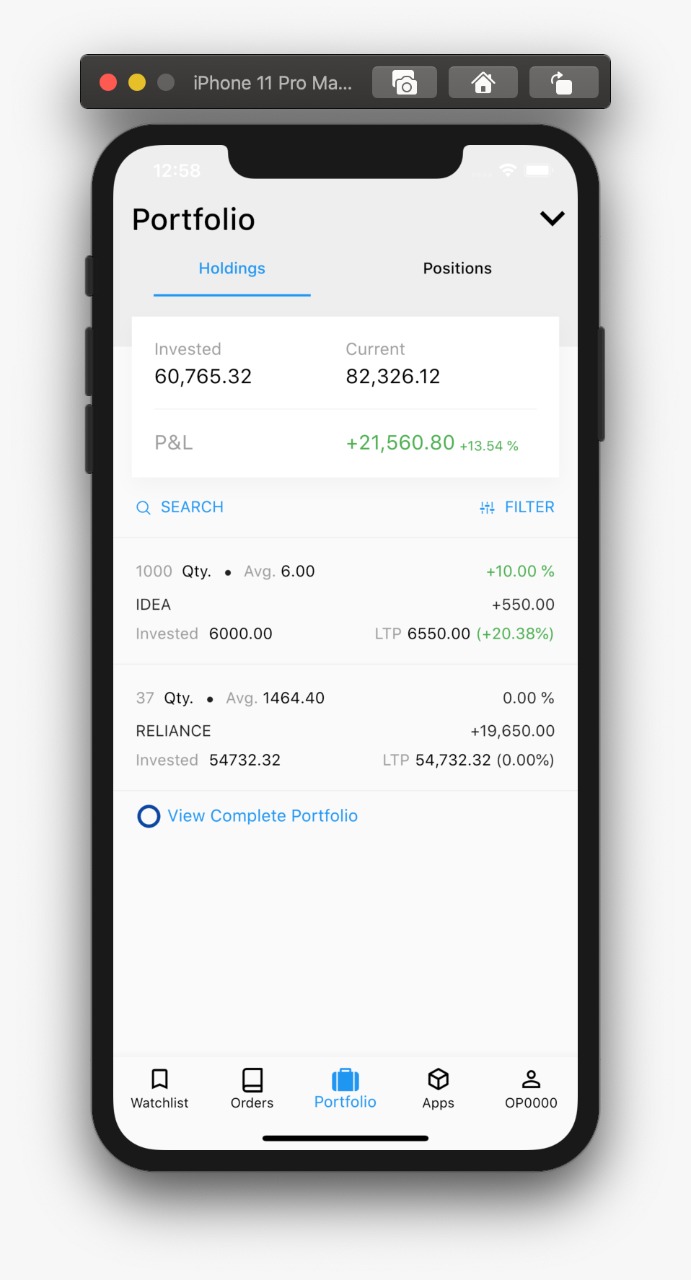 iPhone 11 Pro Ma...
12:58
Portfolio
Holdings Positions
Invested Current
60,765.32 82,326.12
P&L +21,560.80 +13.54 %
SEARCH FILTER
1000 Qty. • Avg. 6.00 +10.00 %
IDEA +550.00
Invested 6000.00 LTP 6550.00 (+20.38%)
37 Qty. • Avg. 1464.40 0.00 %
RELIANCE +19,650.00
Invested 54732.32 LTP 54,732.32 (0.00%)
View Complete Portfolio
Watchlist Orders Portfolio Apps OP0000